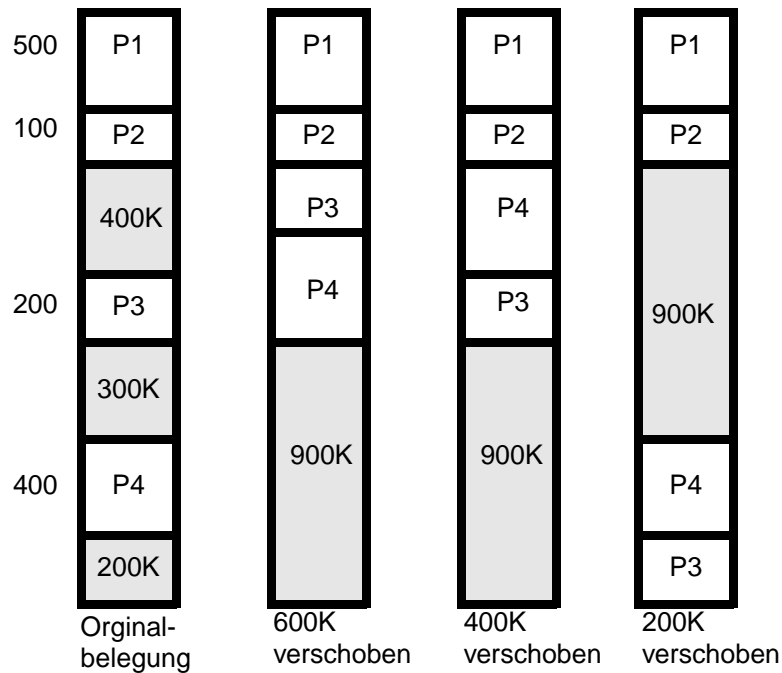 500
P1
P1
P1
P1
100
P2
P2
P2
P2
400K
P3
P4
200
P3
P4
P3
900K
300K
900K
900K
400
P4
P4
200K
P3
Orginal-
belegung
600K
verschoben
400K
verschoben
200K
verschoben